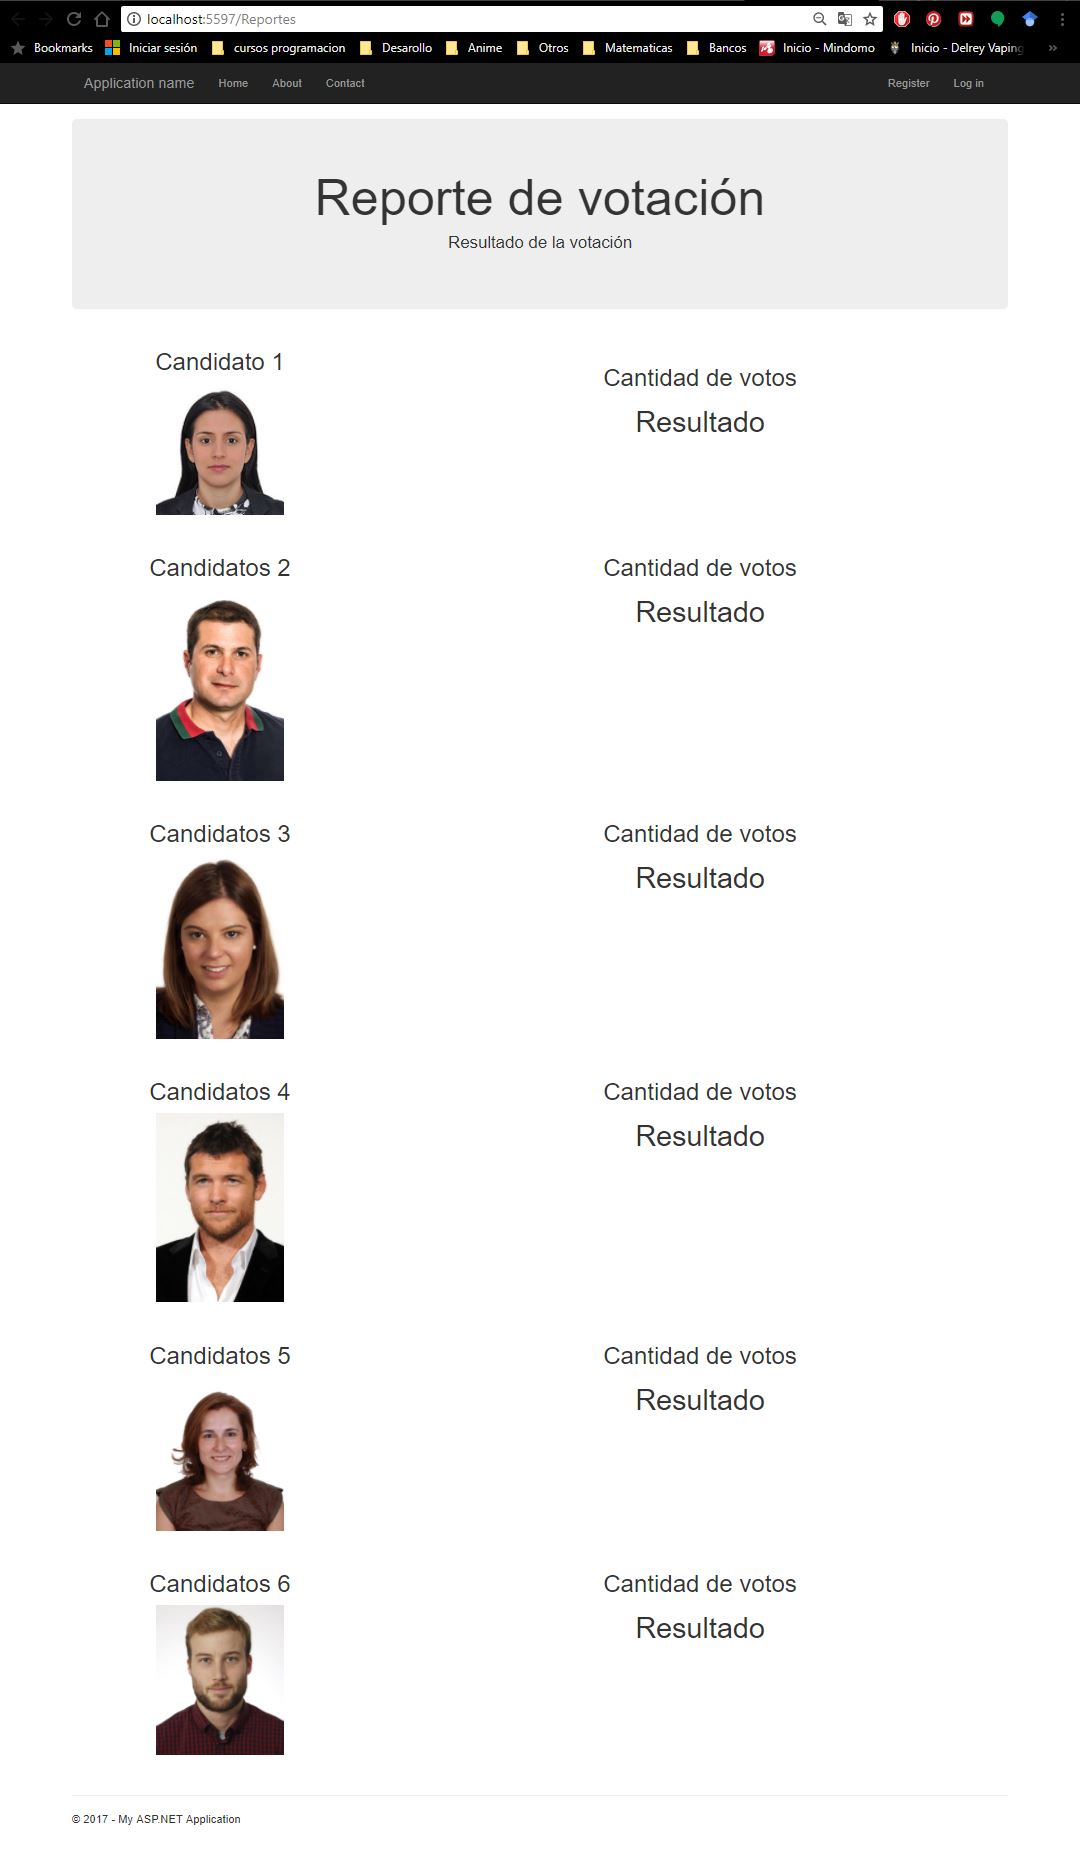 localhost:5597/Reportes
Bookmarks Iniciar sesión cursos programacion Desarollo Anime Otros Matematicas Bancos Inicio - Mindomo Inicio - Delrey Vaping
Application name Home About Contact Register Log in
Reporte de votación
Resultado de la votación
Candidato 1
Cantidad de votos
Resultado
Candidatos 2
Cantidad de votos
Resultado
Candidatos 3
Cantidad de votos
Resultado
Candidatos 4
Cantidad de votos
Resultado
Candidatos 5
Cantidad de votos
Resultado
Candidatos 6
Cantidad de votos
Resultado
© 2017 - My ASP.NET Application